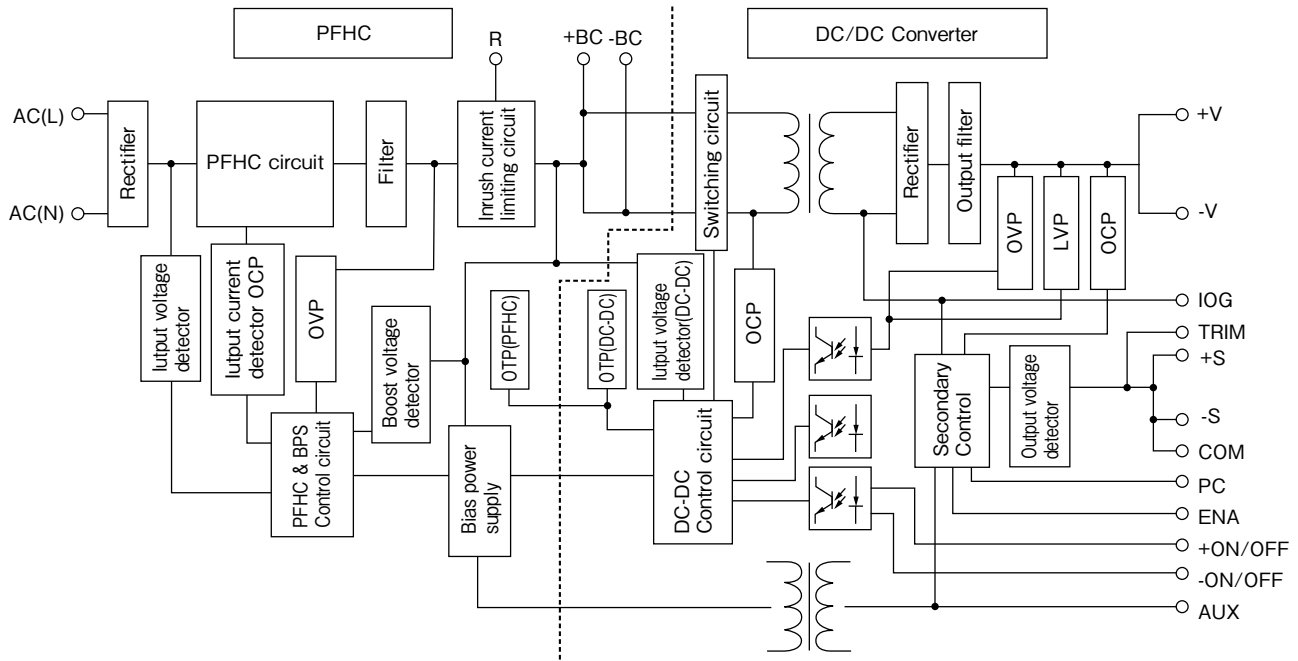 PFHC
DC/DC Converter
R
+BC
-BC
AC(L)
AC(N)
Rectifier
PFHC circuit
Filter
Inrush current
limiting circuit
Switching circuit
Rectifier
Output filter
+V
-V
OVP
LVP
OCP
Iutput voltage
detector
Iutput current
detector OCP
OVP
Boost voltage
detector
OTP(PFHC)
OTP(DC-DC)
Iutput voltage
detector(DC-DC)
OCP
PFHC & BPS
Control circuit
Bias power
supply
DC-DC
Control circuit
Secondary
Control
Output voltage
detector
IOG
TRIM
+S
-S
COM
PC
ENA
+ON/OFF
-ON/OFF
AUX